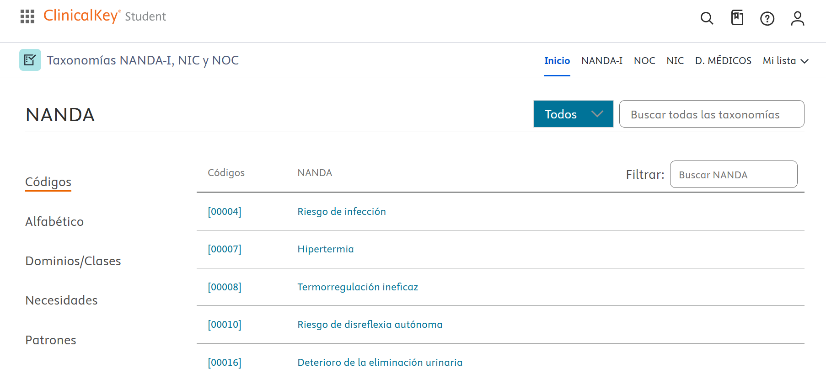 ClinicalKey® Student
Taxonomías NANDA-I, NIC y NOC
Inicio NANDA-I NOC NIC D. MÉDICOS Mi lista
NANDA
Todos
Buscar todas las taxonomías
Códigos
Alfabético
Dominios/Clases
Necesidades
Patrones
Códigos NANDA
Filtrar: Buscar NANDA
[00004] Riesgo de infección
[00007] Hipertermia
[00008] Termorregulación ineficaz
[00010] Riesgo de disreflexia autónoma
[00016] Deterioro de la eliminación urinaria